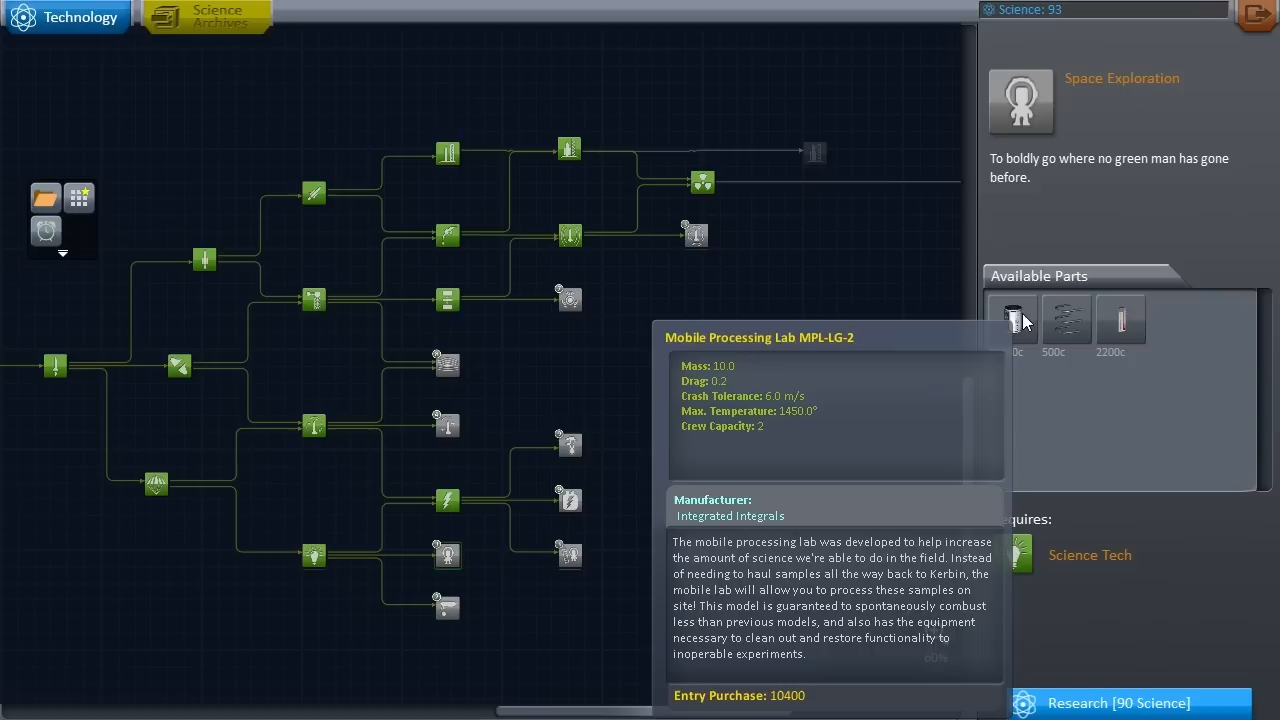 Technology
Science
Archives
Science: 93
Space Exploration
To boldly go where no green man has gone
before.
Available Parts
500c
2200c
Mobile Processing Lab MPL-LG-2
Mass: 10.0
Drag: 0.2
Crash Tolerance: 6.0 m/s
Max. Temperature: 1450.0°
Crew Capacity: 2
Manufacturer:
Integrated Integrals
equires:
Science Tech
The mobile processing lab was developed to help increase
the amount of science we're able to do in the field. Instead
of needing to haul samples all the way back to Kerbin, the
mobile lab will allow you to process these samples on
site! This model is guaranteed to spontaneously combust
less than previous models, and also has the equipment
necessary to clean out and restore functionality to
inoperable experiments.
Entry Purchase: 10400
Research [90 Science]